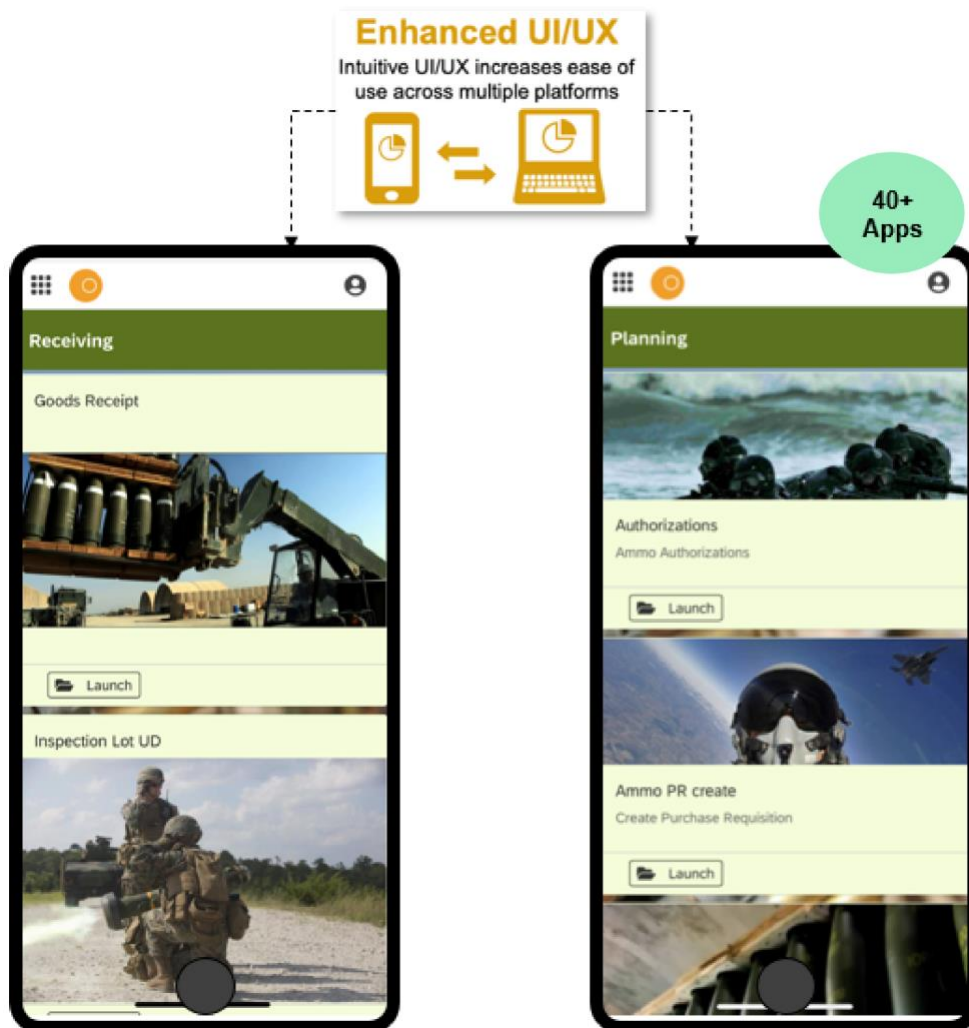 Enhanced UI/UX
Intuitive UI/UX increases ease of
use across multiple platforms
40+
Apps
Receiving
Goods Receipt
Launch
Inspection Lot UD
Planning
Authorizations
Ammo Authorizations
Launch
Ammo PR create
Create Purchase Requisition
Launch